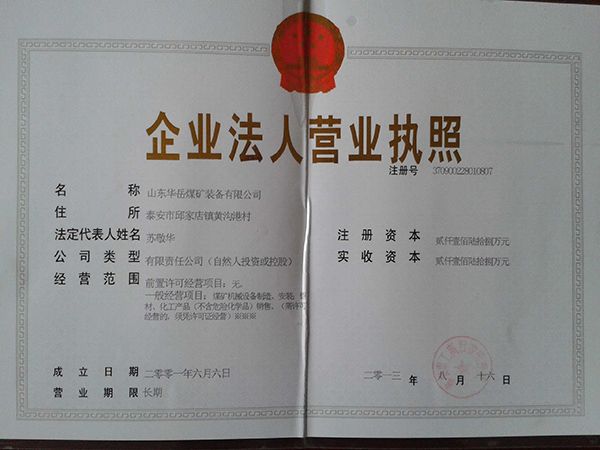 企业法人营业执照
注册号 370900228010807
名称 山东华岳煤矿装备有限公司
住所 泰安市邱家店镇黄沟港村
法定代表人姓名 苏敬华
注册资本 贰仟壹佰陆拾捌万元
公司类型 有限责任公司（自然人投资或控股）
实收资本 贰仟壹佰陆拾捌万元
经营范围 前置许可经营项目：无。
一般经营项目：煤矿机械设备制造、安装；
材、化工产品（不含危险化学品）销售。（需许可
经营的，须凭许可证经营）※※※
成立日期 二〇〇一年六月六日
二〇一三年八月十六日
营业期限 长期